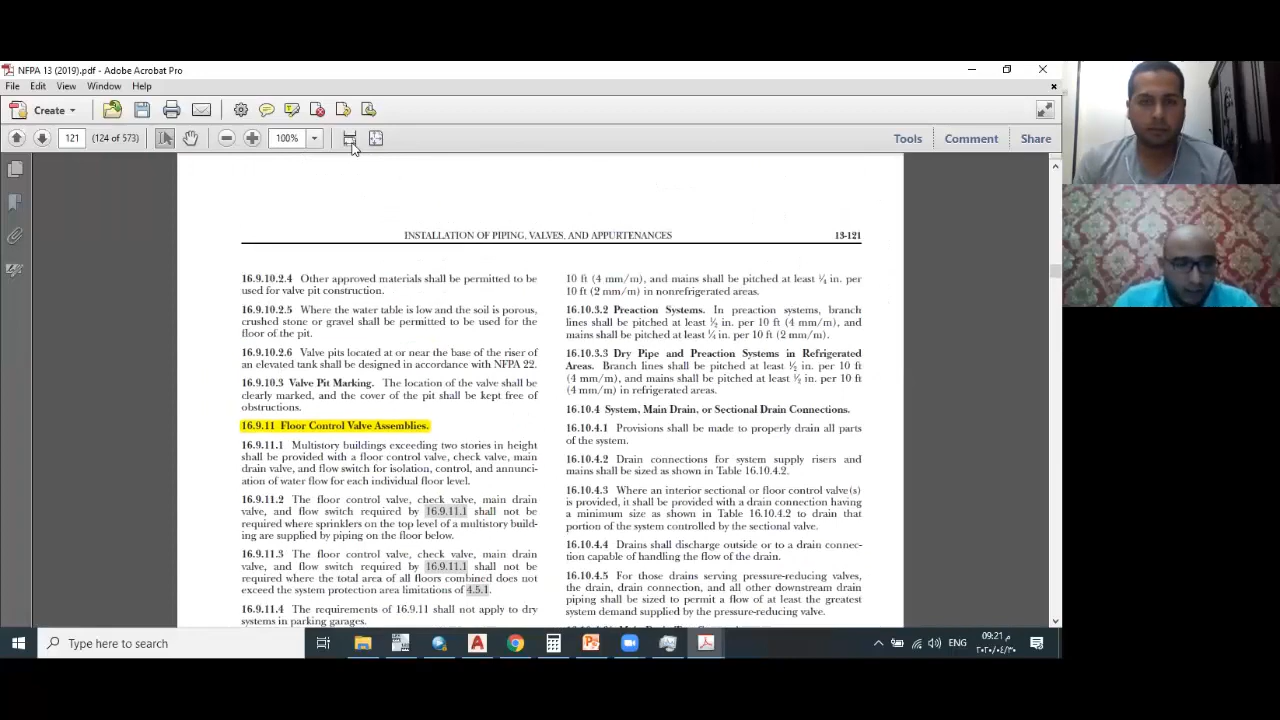 NFPA 13 (2019).pdf - Adobe Acrobat Pro
File Edit View Window Help
Create
121 (124 of 573) 100% Tools Comment Share
INSTALLATION OF PIPING, VALVES, AND APPURTENANCES 13-121
16.9.10.2.4 Other approved materials shall be permitted to be
used for valve pit construction.
16.9.10.2.5 Where the water table is low and the soil is porous,
crushed stone or gravel shall be permitted to be used for the
floor of the pit.
16.9.10.2.6 Valve pits located at or near the base of the riser of
an elevated tank shall be designed in accordance with NFPA 22.
16.9.10.3 Valve Pit Marking. The location of the valve shall be
clearly marked, and the cover of the pit shall be kept free of
obstructions.
16.9.11 Floor Control Valve Assemblies.
16.9.11.1 Multistory buildings exceeding two stories in height
shall be provided with a floor control valve, check valve, main
drain valve, and flow switch for isolation, control, and annunci-
ation of water flow for each individual floor level.
16.9.11.2 The floor control valve, check valve, main drain
valve, and flow switch required by 16.9.11.1 shall not be
required where sprinklers on the top level of a multistory build-
ing are supplied by piping on the floor below.
16.9.11.3 The floor control valve, check valve, main drain
valve, and flow switch required by 16.9.11.1 shall not be
required where the total area of all floors combined does not
exceed the system protection area limitations of 4.5.1.
16.9.11.4 The requirements of 16.9.11 shall not apply to dry
systems in parking garages.
10 ft (4 mm/m), and mains shall be pitched at least 1/4 in. per
10 ft (2 mm/m) in nonrefrigerated areas.
16.10.3.2 Preaction Systems. In preaction systems, branch
lines shall be pitched at least 1/2 in. per 10 ft (4 mm/m), and
mains shall be pitched at least 1/4 in. per 10 ft (2 mm/m).
16.10.3.3 Dry Pipe and Preaction Systems in Refrigerated
Areas. Branch lines shall be pitched at least 1/2 in. per 10 ft
(4 mm/m), and mains shall be pitched at least 1/2 in. per 10 ft
(4 mm/m) in refrigerated areas.
16.10.4 System, Main Drain, or Sectional Drain Connections.
16.10.4.1 Provisions shall be made to properly drain all parts
of the system.
16.10.4.2 Drain connections for system supply risers and
mains shall be sized as shown in Table 16.10.4.2.
16.10.4.3 Where an interior sectional or floor control valve(s)
is provided, it shall be provided with a drain connection having
a minimum size as shown in Table 16.10.4.2 to drain that
portion of the system controlled by the sectional valve.
16.10.4.4 Drains shall discharge outside or to a drain connec-
tion capable of handling the flow of the drain.
16.10.4.5 For those drains serving pressure-reducing valves,
the drain, drain connection, and all other downstream drain
piping shall be sized to permit a flow of at least the greatest
system demand supplied by the pressure-reducing valve.
Type here to search
ENG
09:21 م
٢٠٢٠/٠٤/٣٠